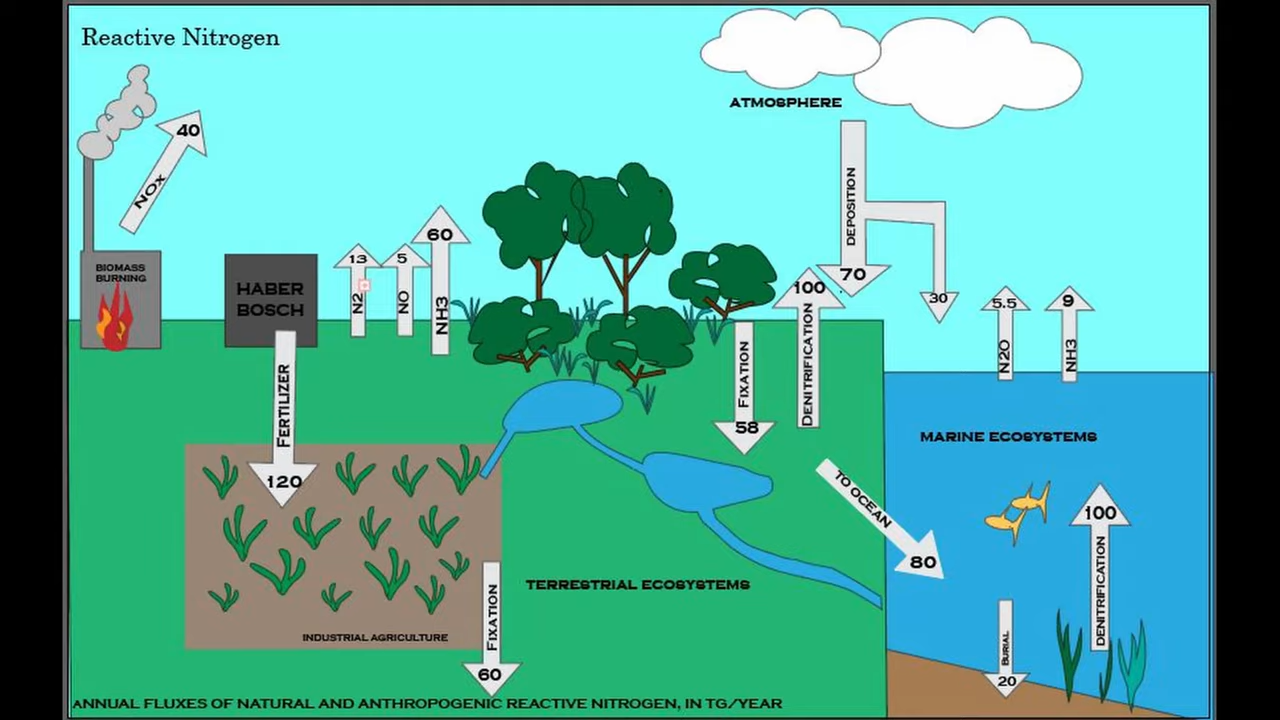 Reactive Nitrogen
ATMOSPHERE
40
NOx
BIOMASS
BURNING
HABER
BOSCH
13
N2
5
NO
60
NH3
DEPOSITION
70
30
100
DENITRIFICATION
FIXATION
58
5.5
N2O
9
NH3
FERTILIZER
120
MARINE ECOSYSTEMS
TO OCEAN
80
100
DENITRIFICATION
TERRESTRIAL ECOSYSTEMS
INDUSTRIAL AGRICULTURE
FIXATION
60
BURIAL
20
ANNUAL FLUXES OF NATURAL AND ANTHROPOGENIC REACTIVE NITROGEN, IN TG/YEAR